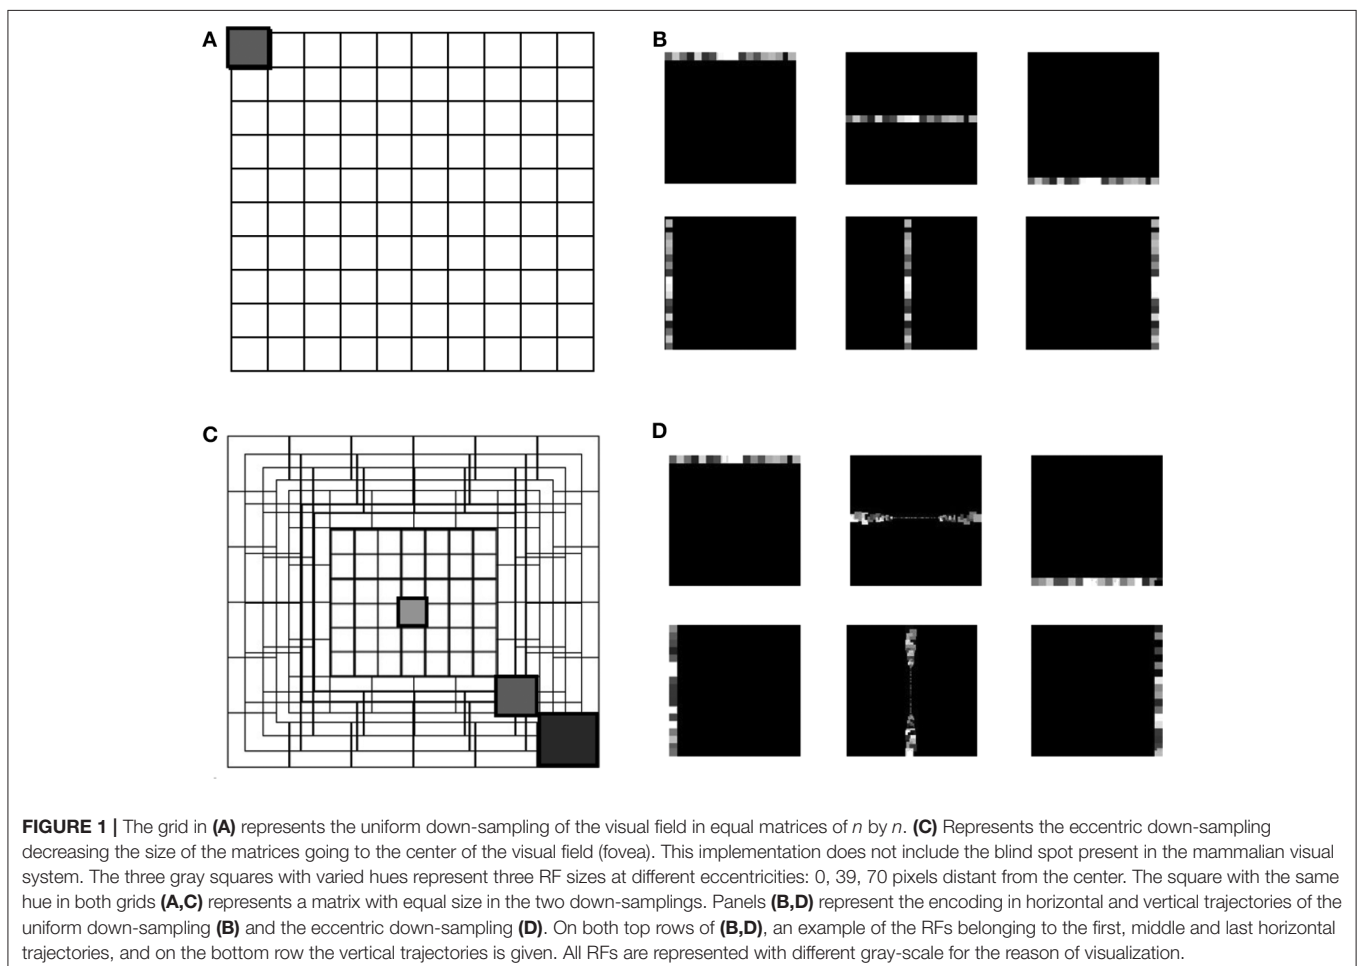 A
B
C
D
FIGURE 1 | The grid in (A) represents the uniform down-sampling of the visual field in equal matrices of n by n. (C) Represents the eccentric down-sampling
decreasing the size of the matrices going to the center of the visual field (fovea). This implementation does not include the blind spot present in the mammalian visual
system. The three gray squares with varied hues represent three RF sizes at different eccentricities: 0, 39, 70 pixels distant from the center. The square with the same
hue in both grids (A,C) represents a matrix with equal size in the two down-samplings. Panels (B,D) represent the encoding in horizontal and vertical trajectories of the
uniform down-sampling (B) and the eccentric down-sampling (D). On both top rows of (B,D), an example of the RFs belonging to the first, middle and last horizontal
trajectories, and on the bottom row the vertical trajectories is given. All RFs are represented with different gray-scale for the reason of visualization.